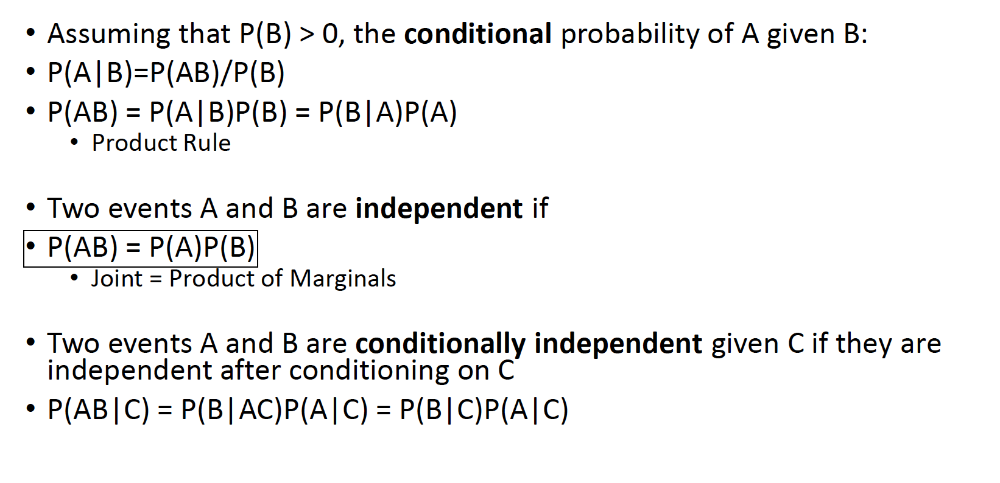 • Assuming that P(B) > 0, the conditional probability of A given B:
• P(A|B)=P(AB)/P(B)
• P(AB) = P(A|B)P(B) = P(B|A)P(A)
• Product Rule
• Two events A and B are independent if
• P(AB) = P(A)P(B)
• Joint = Product of Marginals
• Two events A and B are conditionally independent given C if they are
independent after conditioning on C
• P(AB|C) = P(B|AC)P(A|C) = P(B|C)P(A|C)